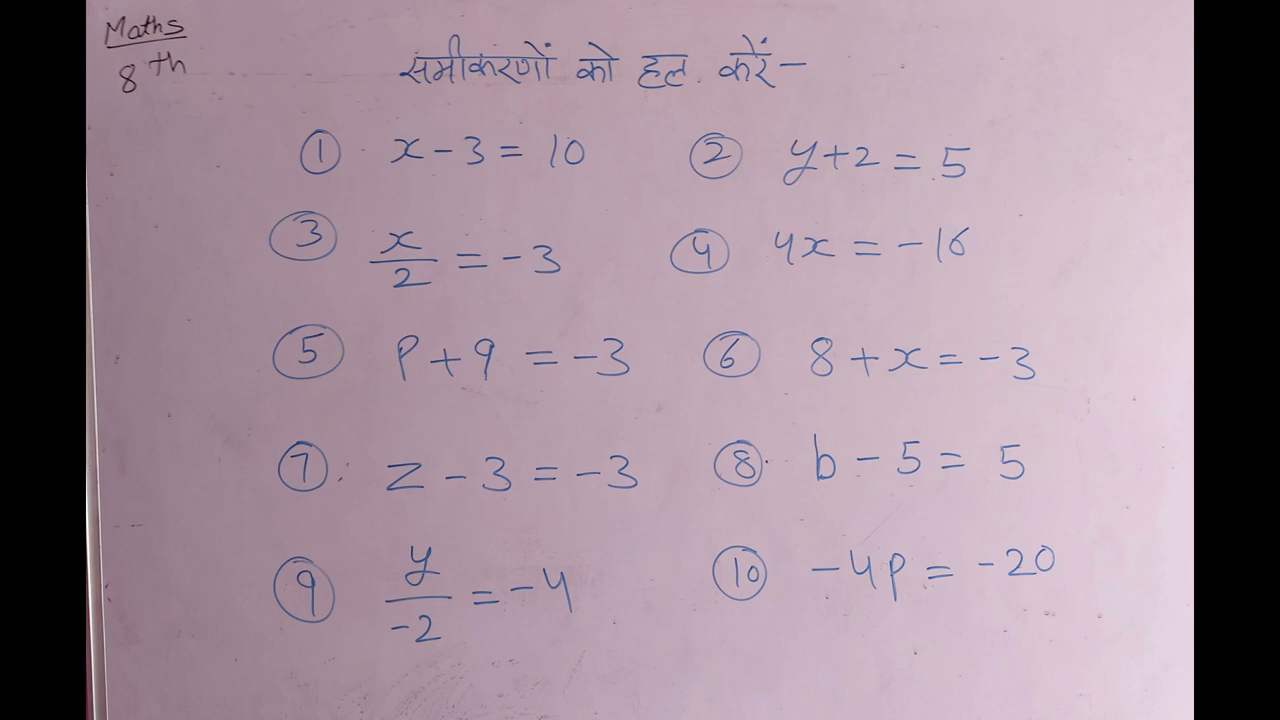 Maths
8th
समीकरणों को हल करें -
① x - 3 = 10 ② y + 2 = 5
③ x/2 = -3 ④ 4x = -16
⑤ p + 9 = -3 ⑥ 8 + x = -3
⑦ z - 3 = -3 ⑧ b - 5 = 5
⑨ y/-2 = -4 ⑩ -4p = -20